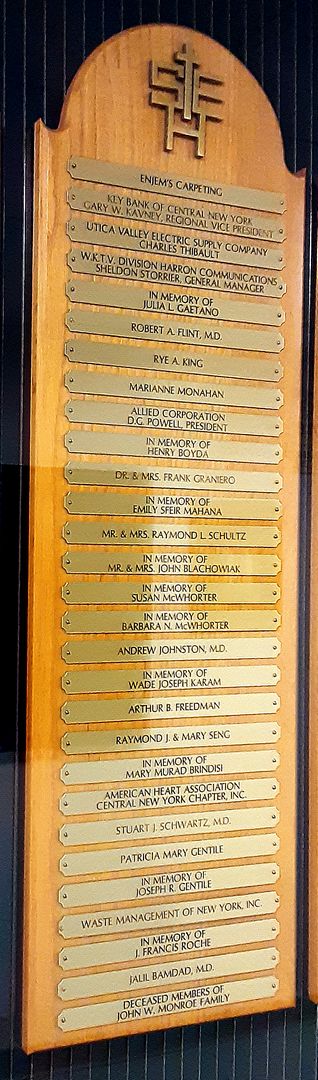 ENJEM'S CARPETING
KEY BANK OF CENTRAL NEW YORK
GARY W. KAVNEY, REGIONAL VICE PRESIDENT
UTICA VALLEY ELECTRIC SUPPLY COMPANY
CHARLES THIBAULT
W.K.T.V. DIVISION HARRON COMMUNICATIONS
SHELDON STORRIER, GENERAL MANAGER
IN MEMORY OF
JULIA L. GAETANO
ROBERT A. FLINT, M.D.
RYE A. KING
MARIANNE MONAHAN
ALLIED CORPORATION
D.G. POWELL, PRESIDENT
IN MEMORY OF
HENRY BOYDA
DR. & MRS. FRANK GRANIERO
IN MEMORY OF
EMILY SFEIR MAHANA
MR. & MRS. RAYMOND L. SCHULTZ
IN MEMORY OF
MR. & MRS. JOHN BLACHOWIAK
IN MEMORY OF
SUSAN McWHORTER
IN MEMORY OF
BARBARA N. McWHORTER
ANDREW JOHNSTON, M.D.
IN MEMORY OF
WADE JOSEPH KARAM
ARTHUR B. FREEDMAN
RAYMOND J. & MARY SENG
IN MEMORY OF
MARY MURAD BRINDISI
AMERICAN HEART ASSOCIATION
CENTRAL NEW YORK CHAPTER, INC.
STUART J. SCHWARTZ, M.D.
PATRICIA MARY GENTILE
IN MEMORY OF
JOSEPH R. GENTILE
WASTE MANAGEMENT OF NEW YORK, INC.
IN MEMORY OF
J. FRANCIS ROCHE
JALIL BAMDAD, M.D.
DECEASED MEMBERS OF
JOHN W. MONROE FAMILY